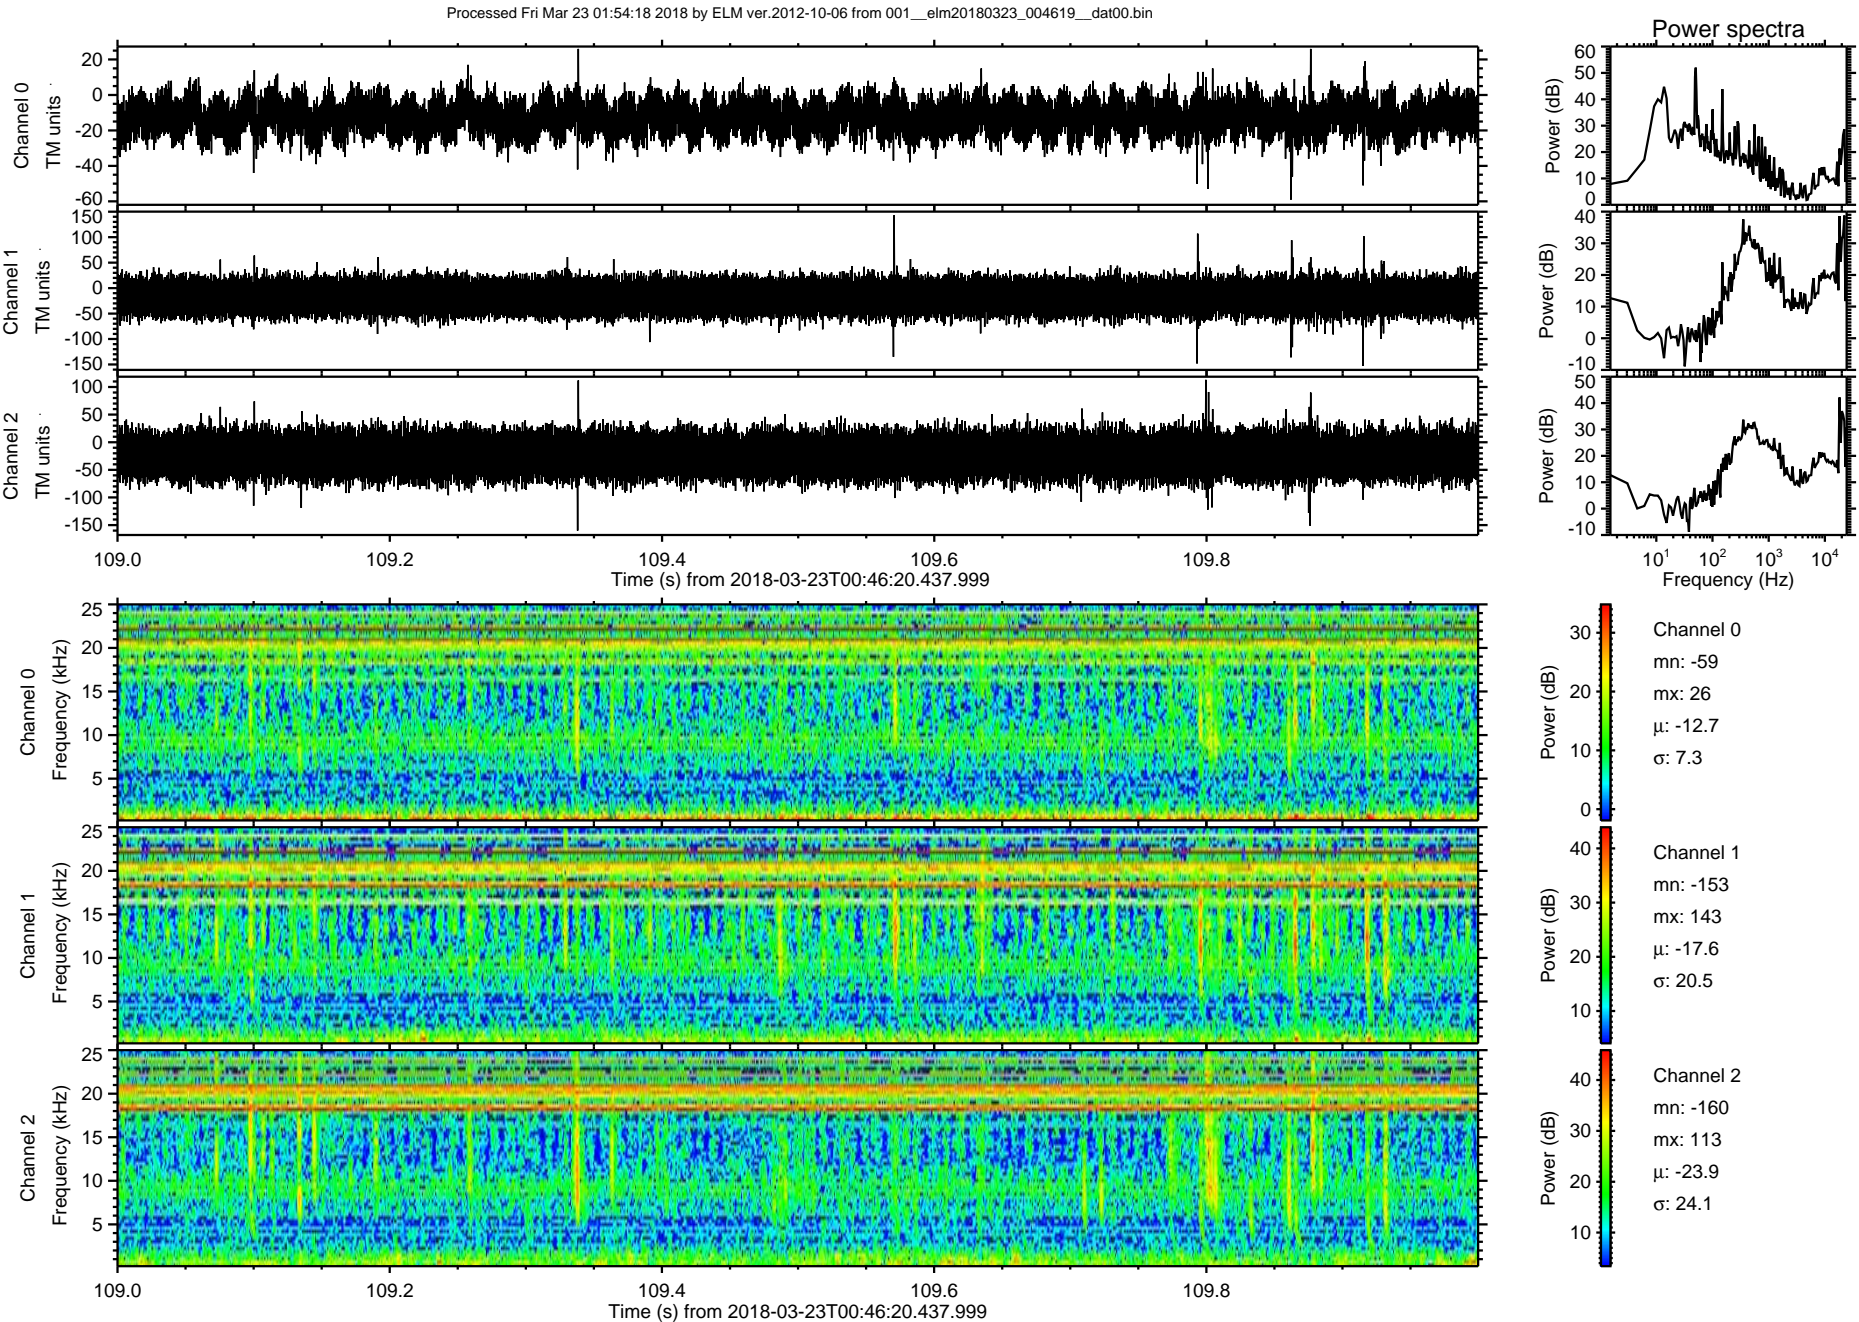 Processed Fri Mar 23 01:54:18 2018 by ELM ver.2012-10-06 from 001__elm20180323_004619__dat00.bin
Power spectra
Channel 0
TM units
20
0
-20
-40
-60
Power (dB)
60
50
40
30
20
10
0
Channel 1
TM units
150
100
50
0
-50
-100
-150
Power (dB)
40
30
20
10
0
-10
Channel 2
TM units
100
50
0
-50
-100
-150
Power (dB)
50
40
30
20
10
0
-10
109.0 109.2 109.4 109.6 109.8
Time (s) from 2018-03-23T00:46:20.437.999
10^1 10^2 10^3 10^4
Frequency (Hz)
Channel 0
Frequency (kHz)
25
20
15
10
5
Power (dB)
30
20
10
0
Channel 0
mn: -59
mx: 26
μ: -12.7
σ: 7.3
Channel 1
Frequency (kHz)
25
20
15
10
5
Power (dB)
40
30
20
10
Channel 1
mn: -153
mx: 143
μ: -17.6
σ: 20.5
Channel 2
Frequency (kHz)
25
20
15
10
5
Power (dB)
40
30
20
10
Channel 2
mn: -160
mx: 113
μ: -23.9
σ: 24.1
109.0 109.2 109.4 109.6 109.8
Time (s) from 2018-03-23T00:46:20.437.999